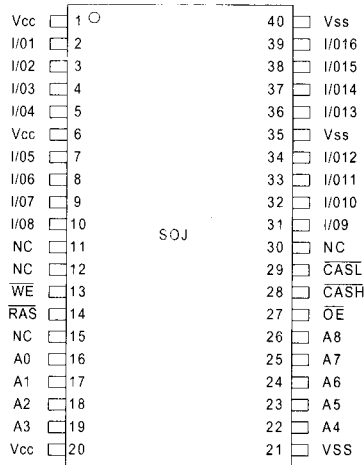 Vcc 1 40 Vss
I/01 2 39 I/016
I/02 3 38 I/015
I/03 4 37 I/014
I/04 5 36 I/013
Vcc 6 35 Vss
I/05 7 34 I/012
I/06 8 33 I/011
I/07 9 32 I/010
I/08 10 31 I/09
SOJ
NC 11 30 NC
NC 12 29 CASL
WE 13 28 CASH
RAS 14 27 OE
NC 15 26 A8
A0 16 25 A7
A1 17 24 A6
A2 18 23 A5
A3 19 22 A4
Vcc 20 21 VSS